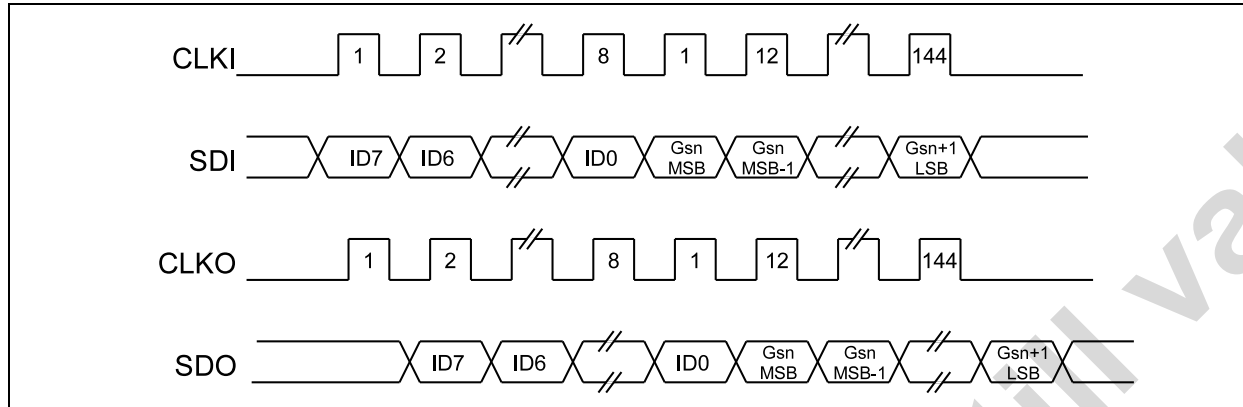 CLKI 1 2 8 1 12 144
SDI ID7 ID6 ID0 Gsn MSB Gsn MSB-1 Gsn+1 LSB
CLKO 1 2 8 1 12 144
SDO ID7 ID6 ID0 Gsn MSB Gsn MSB-1 Gsn+1 LSB